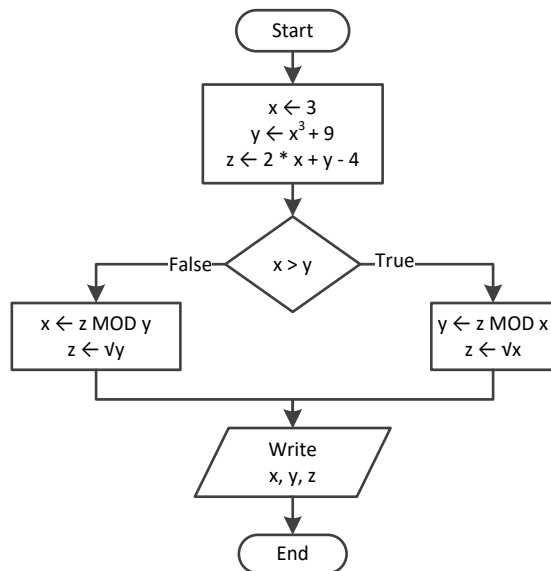 Start
x ← 3
y ← x³ + 9
z ← 2 * x + y - 4
x > y
False
True
x ← z MOD y
z ← √y
y ← z MOD x
z ← √x
Write
x, y, z
End